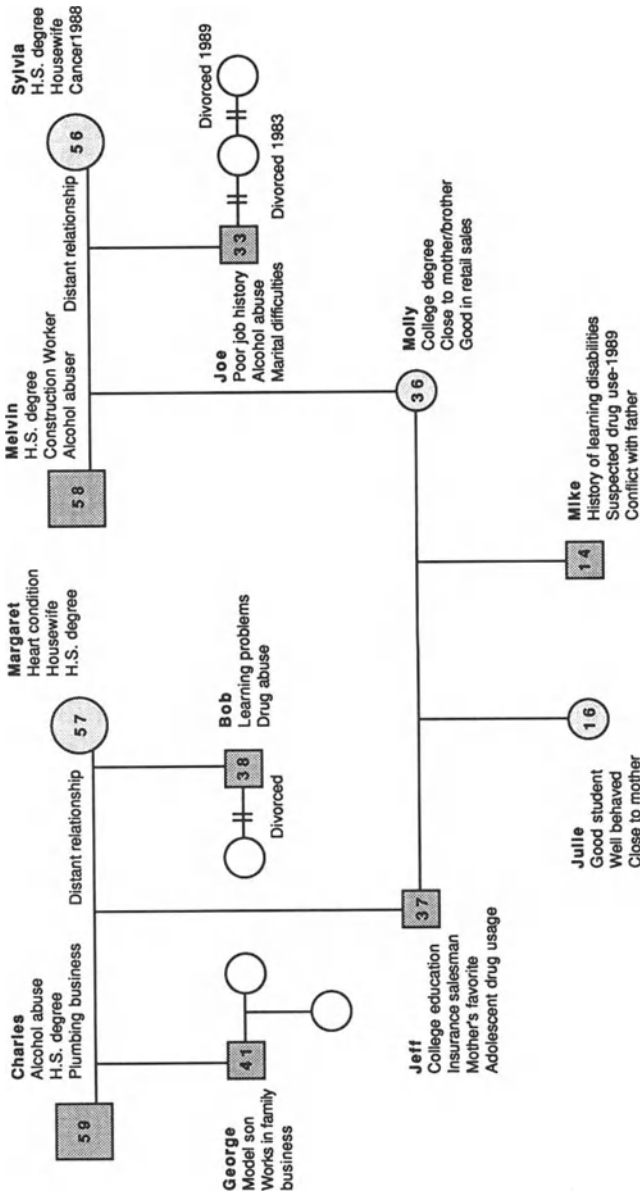 Charles
Alcohol abuse
H.S. degree
Plumbing business
59
Distant relationship
Margaret
Heart condition
Housewife
H.S. degree
57
Melvin
H.S. degree
Construction Worker
Alcohol abuser
58
Distant relationship
Sylvia
H.S. degree
Housewife
Cancer1988
56
George
Model son
Works in family
business
41
Bob
Learning problems
Drug abuse
38
Divorced
Joe
Poor job history
Alcohol abuse
Marital difficulties
33
Divorced 1983
Divorced 1989
Jeff
College education
Insurance salesman
Mother's favorite
Adolescent drug usage
37
Molly
College degree
Close to mother/brother
Good in retail sales
36
Julie
Good student
Well behaved
Close to mother
16
Mike
History of learning disabilities
Suspected drug use-1989
Conflict with father
14